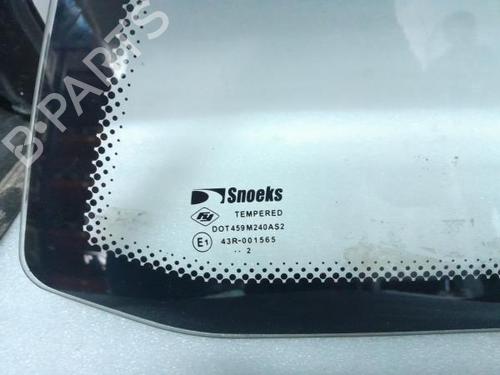 B-PARTS
Snoeks
TEMPERED
DOT459M240AS2
E1 43R-001565
·· 2